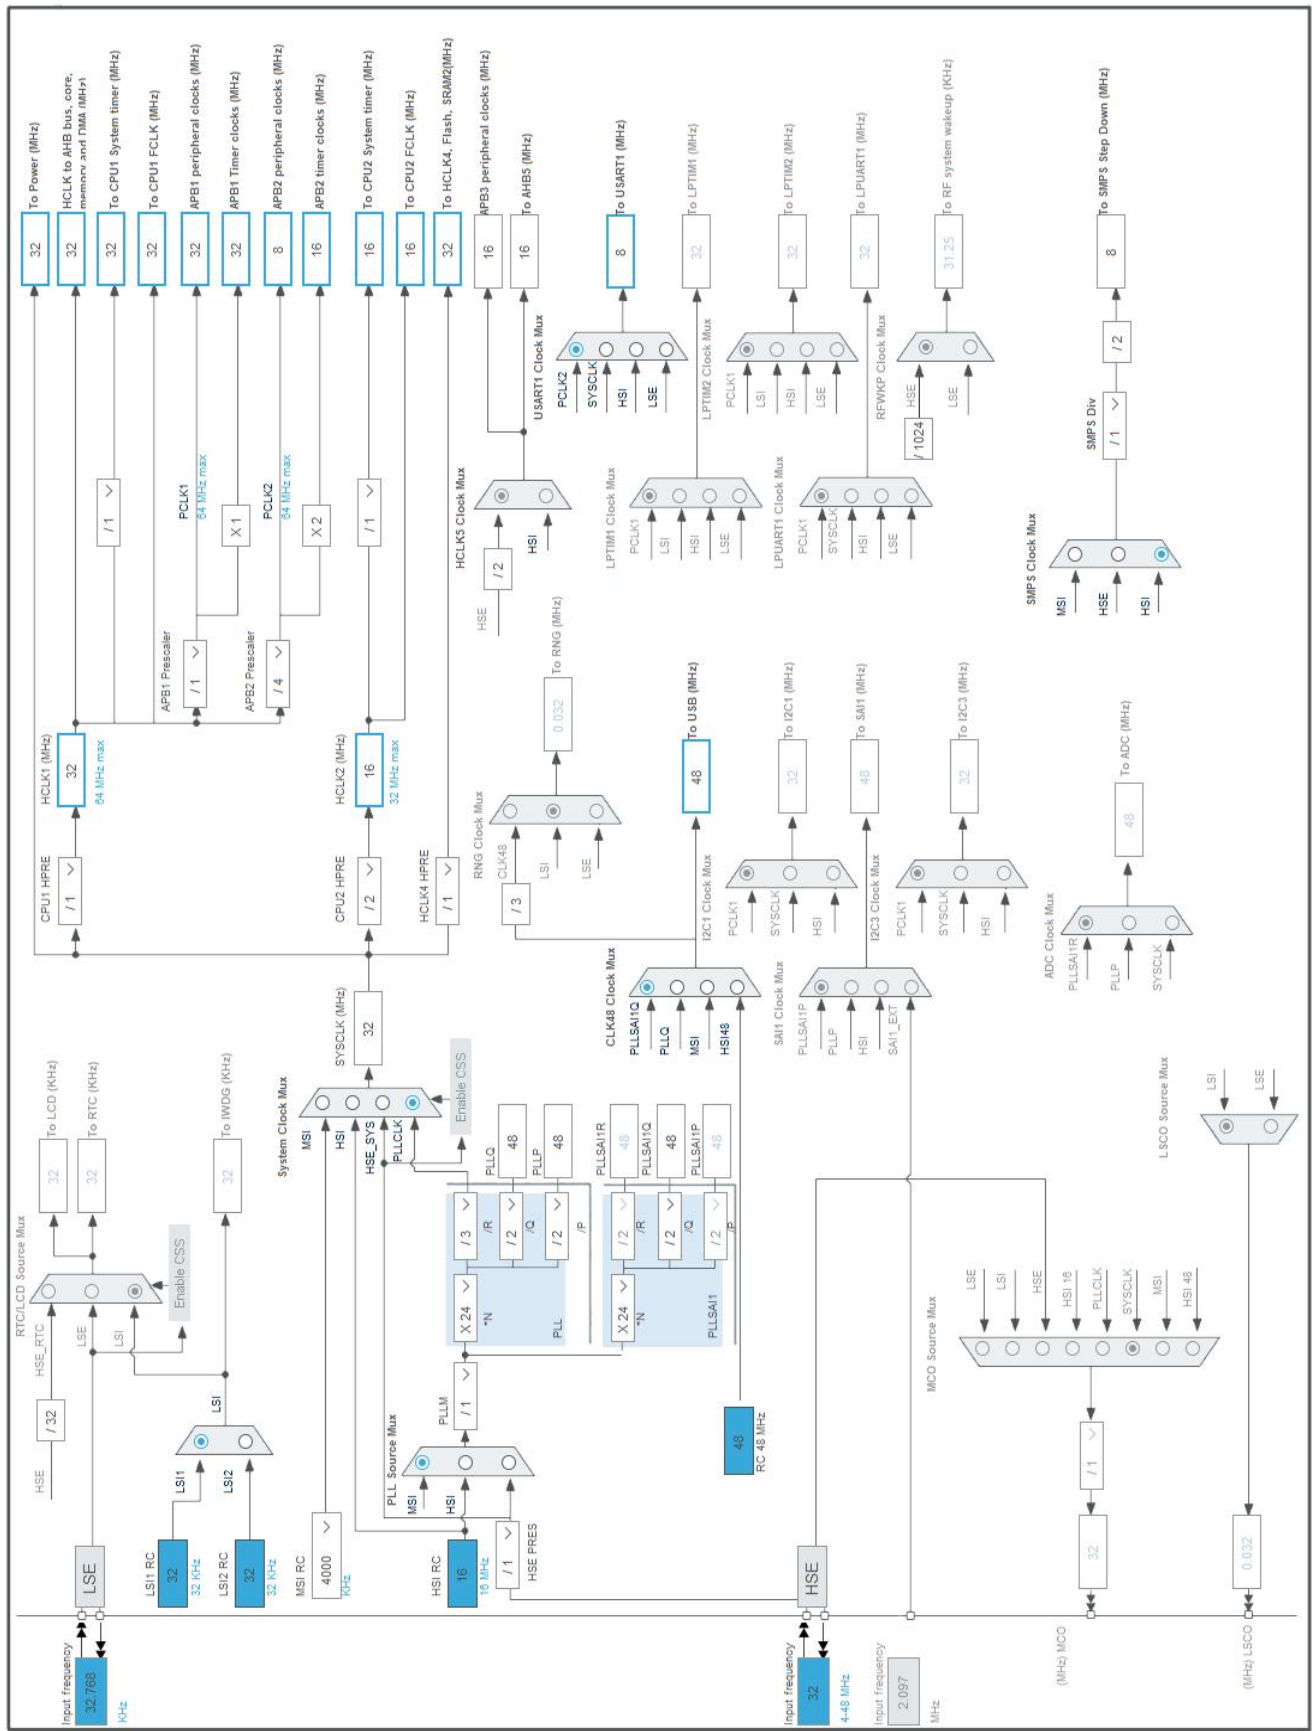 Input frequency
32.768
KHz
LSE
HSE
/ 32
HSE_RTC
LSE
LSI
RTC/LCD Source Mux
Enable CSS
32
To LCD (KHz)
32
To RTC (KHz)
LSI1 RC
32
32 KHz
LSI2 RC
32
32 KHz
LSI1
LSI2
LSI
32
To IWDG (KHz)
MSI RC
4000
KHz
HSI RC
16
16 MHz
/ 1
HSE PRES
PLL Source Mux
MSI
HSI
PLLM
/ 1
X 24
*N
PLL
/ 3
/R
/ 2
/Q
/ 2
/P
PLLQ
48
PLLP
48
X 24
*N
PLLSAI1
/ 2
/R
/ 2
/Q
/ 2
/P
PLLSAI1R
48
PLLSAI1Q
48
PLLSAI1P
48
48
RC 48 MHz
System Clock Mux
MSI
HSI
HSE_SYS
PLLCLK
Enable CSS
SYSCLK (MHz)
32
CPU1 HPRE
/ 1
HCLK1 (MHz)
32
64 MHz max
CPU2 HPRE
/ 2
HCLK2 (MHz)
16
32 MHz max
HCLK4 HPRE
/ 1
/ 1
APB1 Prescaler
/ 1
PCLK1
64 MHz max
X 1
APB2 Prescaler
/ 4
PCLK2
64 MHz max
X 2
/ 1
32
To Power (MHz)
32
HCLK to AHB bus, core,
memory and DMA (MHz)
32
To CPU1 System timer (MHz)
32
To CPU1 FCLK (MHz)
32
APB1 peripheral clocks (MHz)
32
APB1 Timer clocks (MHz)
8
APB2 peripheral clocks (MHz)
16
APB2 timer clocks (MHz)
16
To CPU2 System timer (MHz)
16
To CPU2 FCLK (MHz)
32
To HCLK4, Flash, SRAM2(MHz)
HSE
/ 2
HSI
HCLK5 Clock Mux
16
APB3 peripheral clocks (MHz)
16
To AHB5 (MHz)
RNG Clock Mux
/ 3
CLK48
LSI
LSE
0.032
To RNG (MHz)
CLK48 Clock Mux
PLLSAI1Q
PLLQ
MSI
HSI48
48
To USB (MHz)
USART1 Clock Mux
PCLK2
SYSCLK
HSI
LSE
8
To USART1 (MHz)
LPTIM1 Clock Mux
PCLK1
LSI
HSI
LSE
32
To LPTIM1 (MHz)
I2C1 Clock Mux
PCLK1
SYSCLK
HSI
32
To I2C1 (MHz)
LPTIM2 Clock Mux
PCLK1
LSI
HSI
LSE
32
To LPTIM2 (MHz)
SAI1 Clock Mux
PLLSAI1P
PLLP
HSI
SAI1_EXT
48
To SAI1 (MHz)
LPUART1 Clock Mux
PCLK1
SYSCLK
HSI
LSE
32
To LPUART1 (MHz)
I2C3 Clock Mux
PCLK1
SYSCLK
HSI
32
To I2C3 (MHz)
RFWKP Clock Mux
/ 1024
HSE
LSE
31.25
To RF system wakeup (KHz)
Input frequency
32
4-48 MHz
HSE
Input frequency
2.097
MHz
MCO Source Mux
LSE
LSI
HSE
HSI 16
PLLCLK
SYSCLK
MSI
HSI 48
/ 1
32
(MHz) MCO
ADC Clock Mux
PLLSAI1R
PLLP
SYSCLK
48
To ADC (MHz)
SMPS Clock Mux
MSI
HSE
HSI
SMPS Div
/ 1
/ 2
8
To SMPS Step Down (MHz)
LSCO Source Mux
LSI
LSE
0.032
(MHz) LSCO